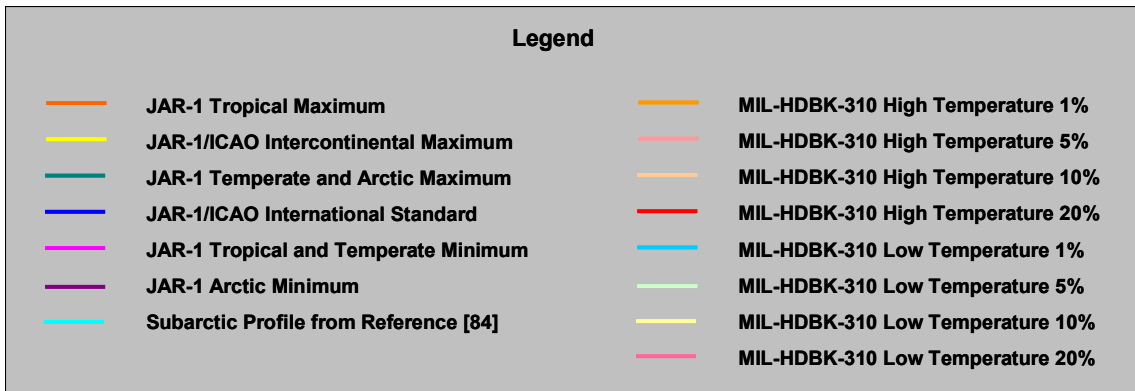 Legend
JAR-1 Tropical Maximum
JAR-1/ICAO Intercontinental Maximum
JAR-1 Temperate and Arctic Maximum
JAR-1/ICAO International Standard
JAR-1 Tropical and Temperate Minimum
JAR-1 Arctic Minimum
Subarctic Profile from Reference [84]
MIL-HDBK-310 High Temperature 1%
MIL-HDBK-310 High Temperature 5%
MIL-HDBK-310 High Temperature 10%
MIL-HDBK-310 High Temperature 20%
MIL-HDBK-310 Low Temperature 1%
MIL-HDBK-310 Low Temperature 5%
MIL-HDBK-310 Low Temperature 10%
MIL-HDBK-310 Low Temperature 20%